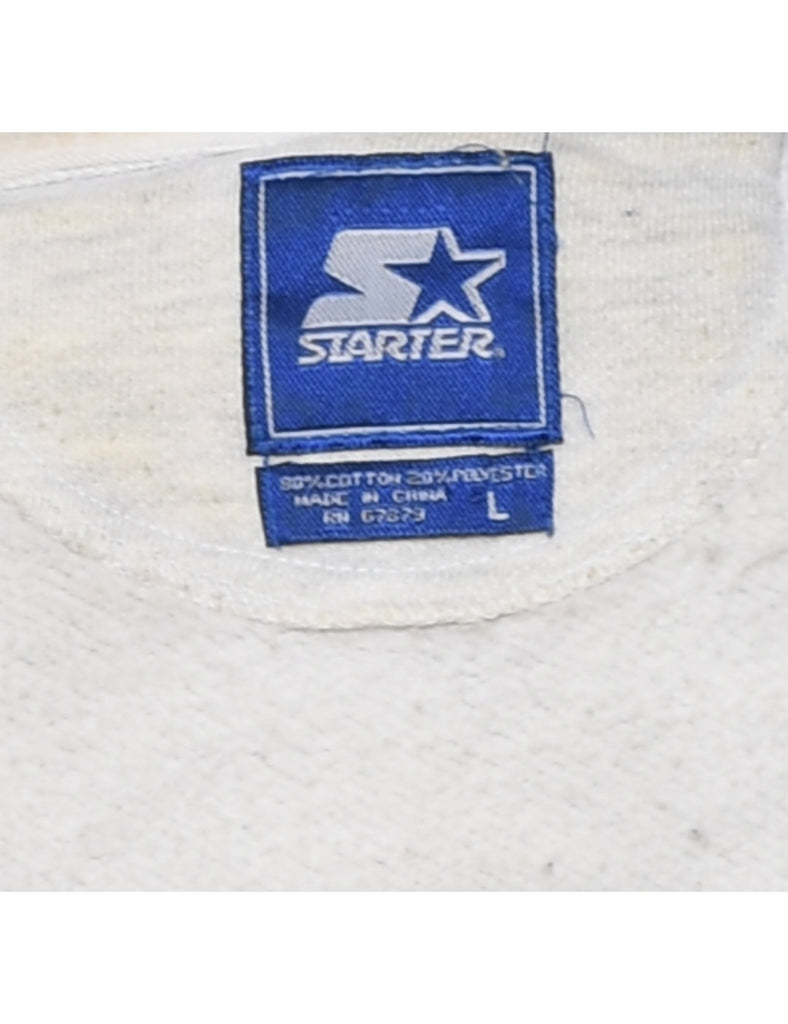 STARTER
80% COTTON 20% POLYESTER
MADE IN CHINA
RN 67879 L